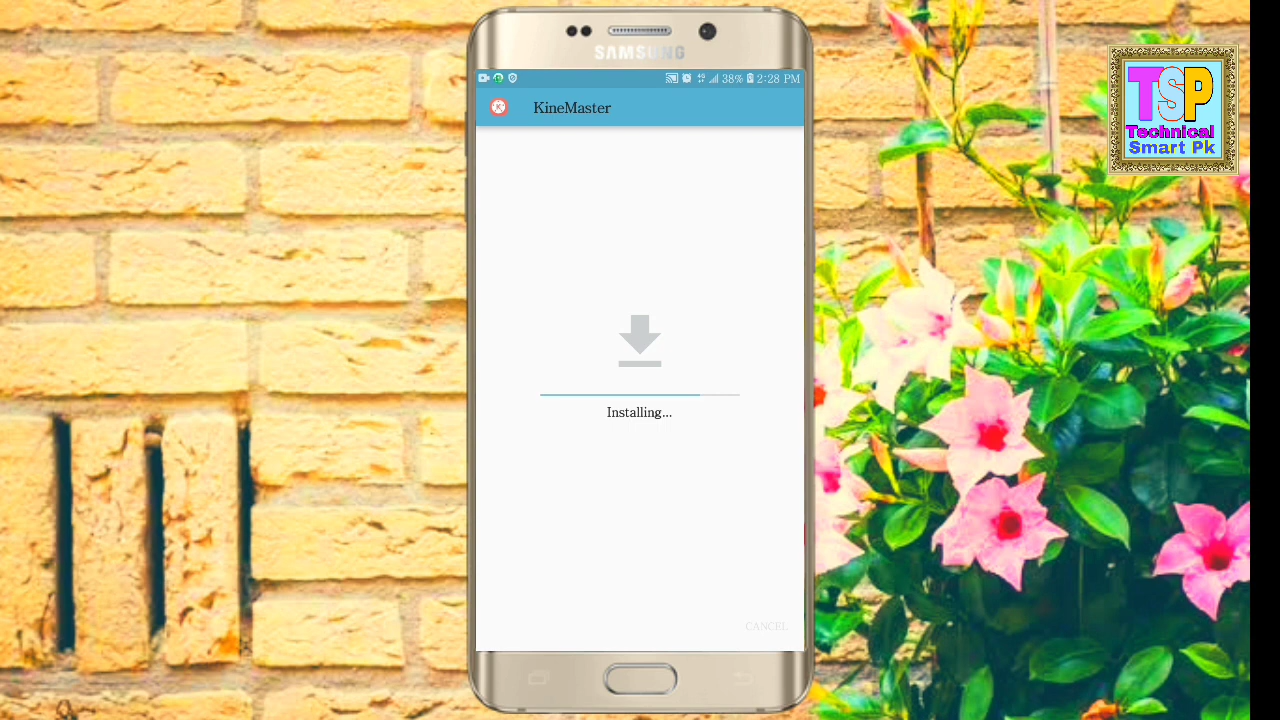 SAMSUNG
38% 2:28 PM
KineMaster
Installing...
CANCEL
TSP
Technical
Smart Pk